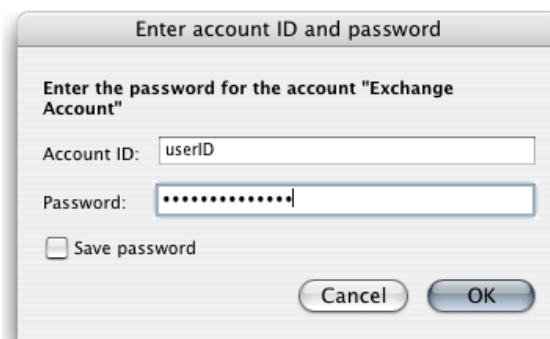 Enter account ID and password
Enter the password for the account "Exchange
Account"
Account ID: userID
Password: ••••••••••••••
Save password
Cancel OK